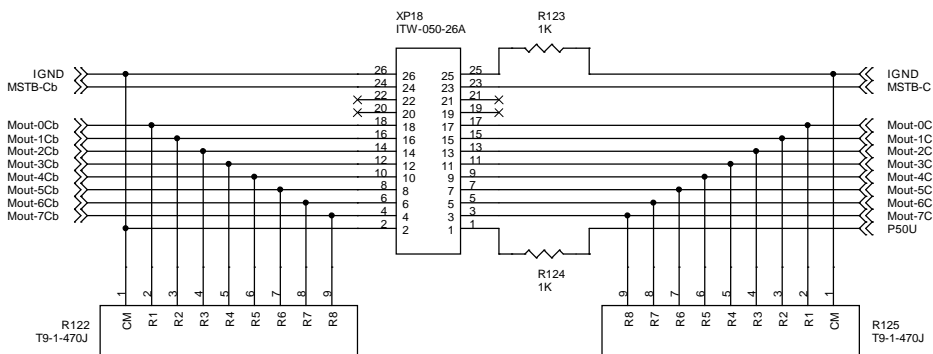 XP18
ITW-050-26A
R123
1K
IGND 26 26 25 25 IGND
MSTB-Cb 24 24 23 23 MSTB-C
22 22 21 21
20 20 19 19
Mout-0Cb 18 18 17 17 Mout-0C
Mout-1Cb 16 16 15 15 Mout-1C
Mout-2Cb 14 14 13 13 Mout-2C
Mout-3Cb 12 12 11 11 Mout-3C
Mout-4Cb 10 10 9 9 Mout-4C
Mout-5Cb 8 8 7 7 Mout-5C
Mout-6Cb 6 6 5 5 Mout-6C
Mout-7Cb 4 4 3 3 Mout-7C
2 2 1 1 P50U
R124
1K
1 2 3 4 5 6 7 8 9
CM R1 R2 R3 R4 R5 R6 R7 R8
R122
T9-1-470J
9 8 7 6 5 4 3 2 1
R8 R7 R6 R5 R4 R3 R2 R1 CM
R125
T9-1-470J